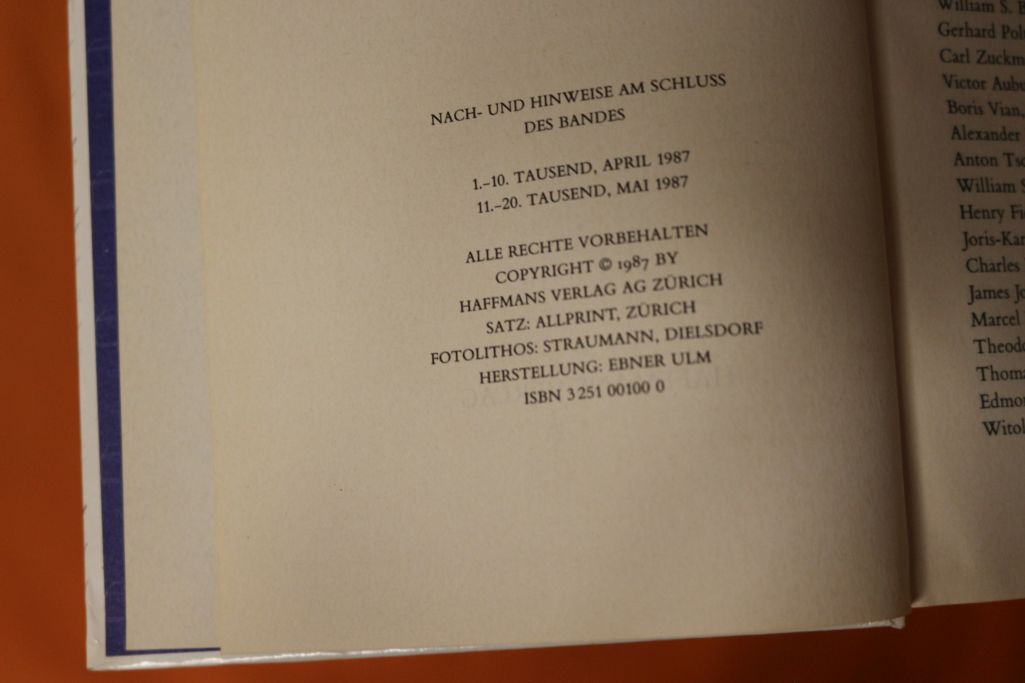 NACH- UND HINWEISE AM SCHLUSS
DES BANDES
1.–10. TAUSEND, APRIL 1987
11.–20. TAUSEND, MAI 1987
ALLE RECHTE VORBEHALTEN
COPYRIGHT © 1987 BY
HAFFMANS VERLAG AG ZÜRICH
SATZ: ALLPRINT, ZÜRICH
FOTOLITHOS: STRAUMANN, DIELSDORF
HERSTELLUNG: EBNER ULM
ISBN 3 251 00100 0
William S.
Gerhard
Carl
Victor
Boris Vian,
Alexander
Anton
William
Henry
Charles
James
Marcel